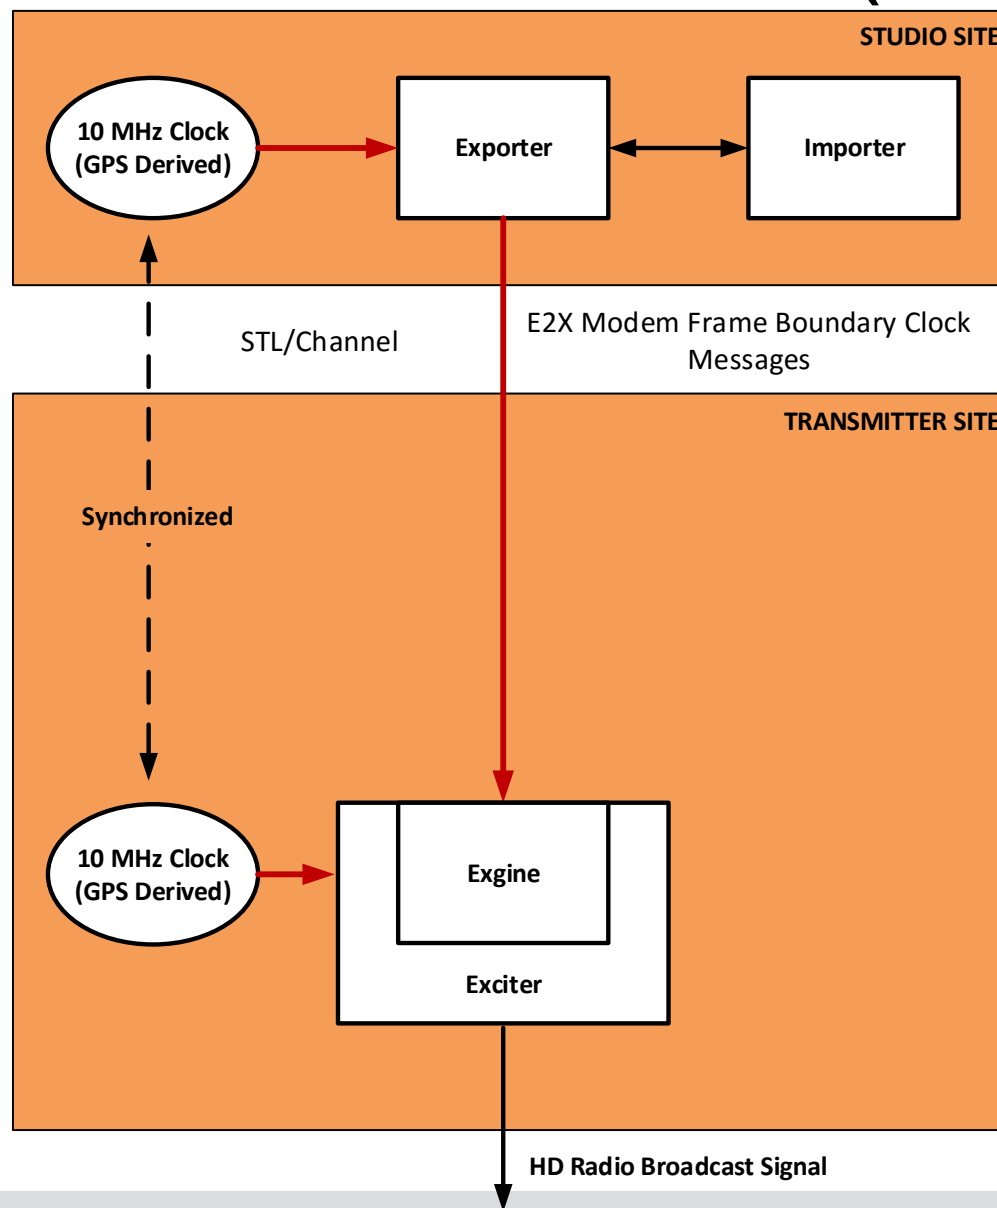 STUDIO SITE
10 MHz Clock
(GPS Derived)
Exporter
Importer
STL/Channel
E2X Modem Frame Boundary Clock
Messages
TRANSMITTER SITE
Synchronized
10 MHz Clock
(GPS Derived)
Exgine
Exciter
HD Radio Broadcast Signal